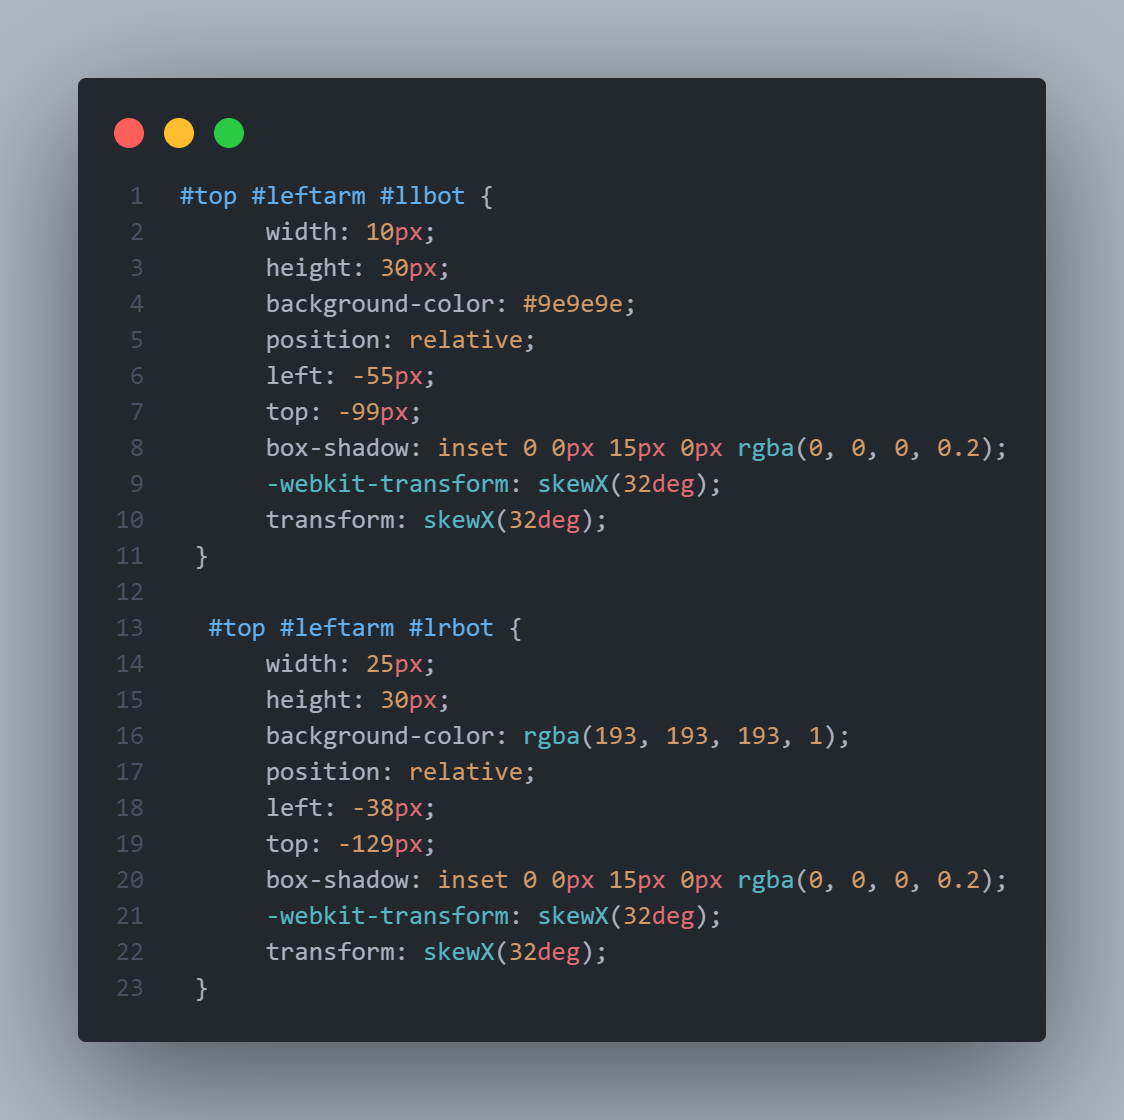 1 #top #leftarm #llbot {
2 width: 10px;
3 height: 30px;
4 background-color: #9e9e9e;
5 position: relative;
6 left: -55px;
7 top: -99px;
8 box-shadow: inset 0 0px 15px 0px rgba(0, 0, 0, 0.2);
9 -webkit-transform: skewX(32deg);
10 transform: skewX(32deg);
11 }
12
13 #top #leftarm #lrbot {
14 width: 25px;
15 height: 30px;
16 background-color: rgba(193, 193, 193, 1);
17 position: relative;
18 left: -38px;
19 top: -129px;
20 box-shadow: inset 0 0px 15px 0px rgba(0, 0, 0, 0.2);
21 -webkit-transform: skewX(32deg);
22 transform: skewX(32deg);
23 }